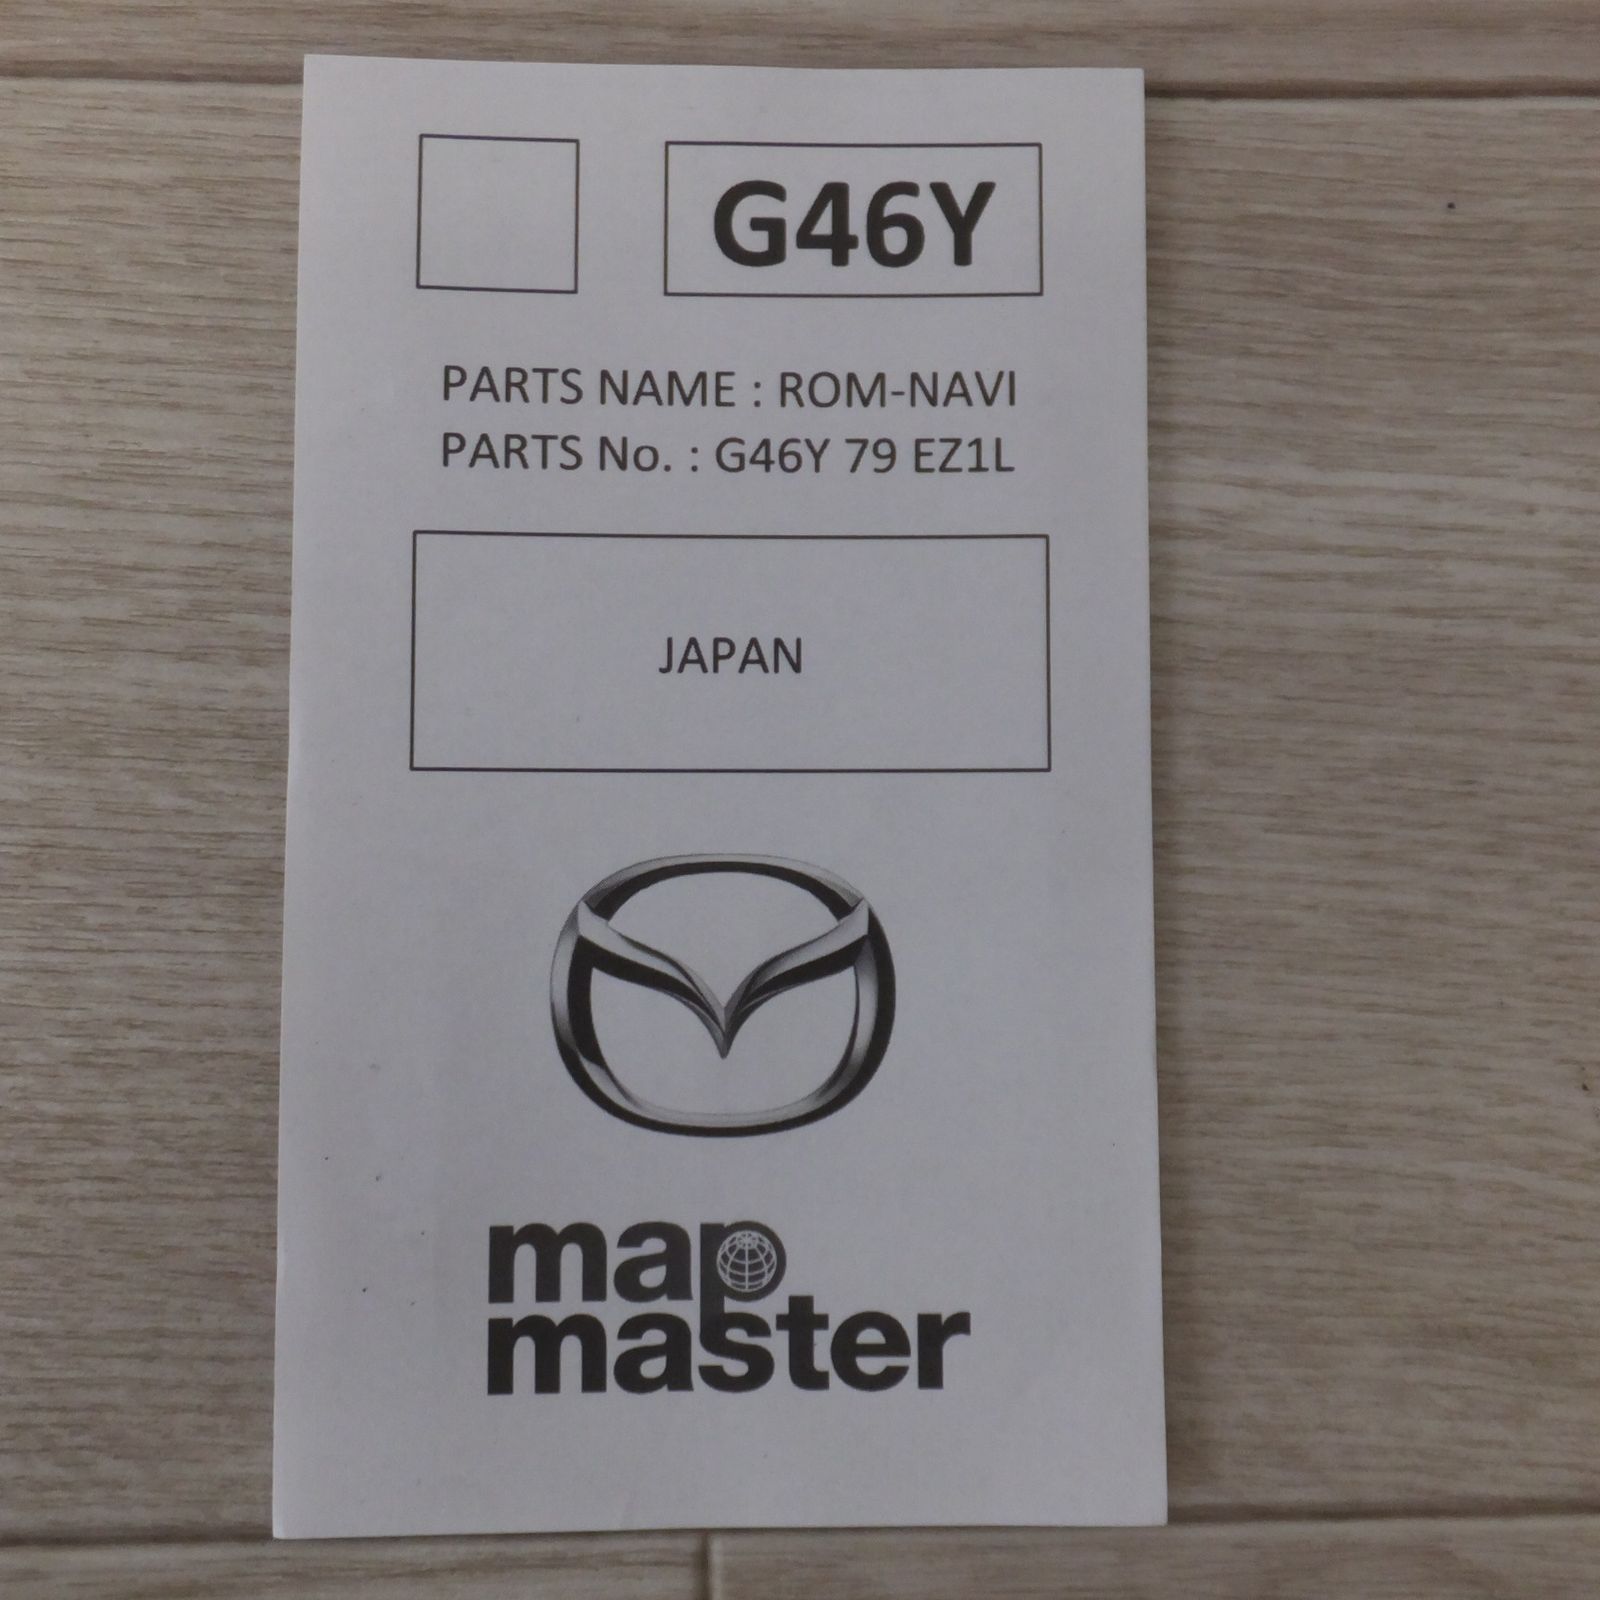 G46Y
PARTS NAME : ROM-NAVI
PARTS No. : G46Y 79 EZ1L
JAPAN
map
master